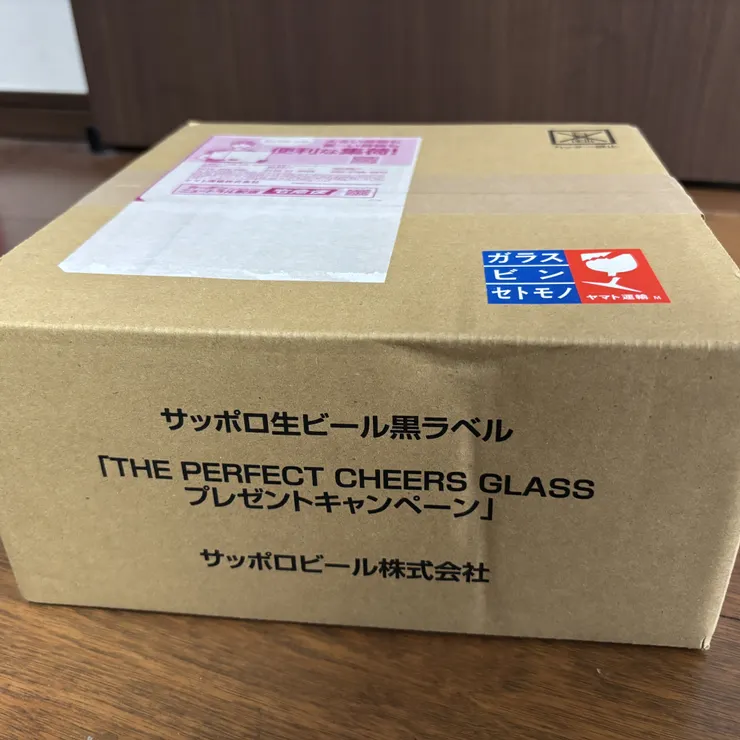 便利な集荷!
ガラス
ビン
セトモノ
ヤマト運輸
サッポロ生ビール黒ラベル
「THE PERFECT CHEERS GLASS
プレゼントキャンペーン」
サッポロビール株式会社